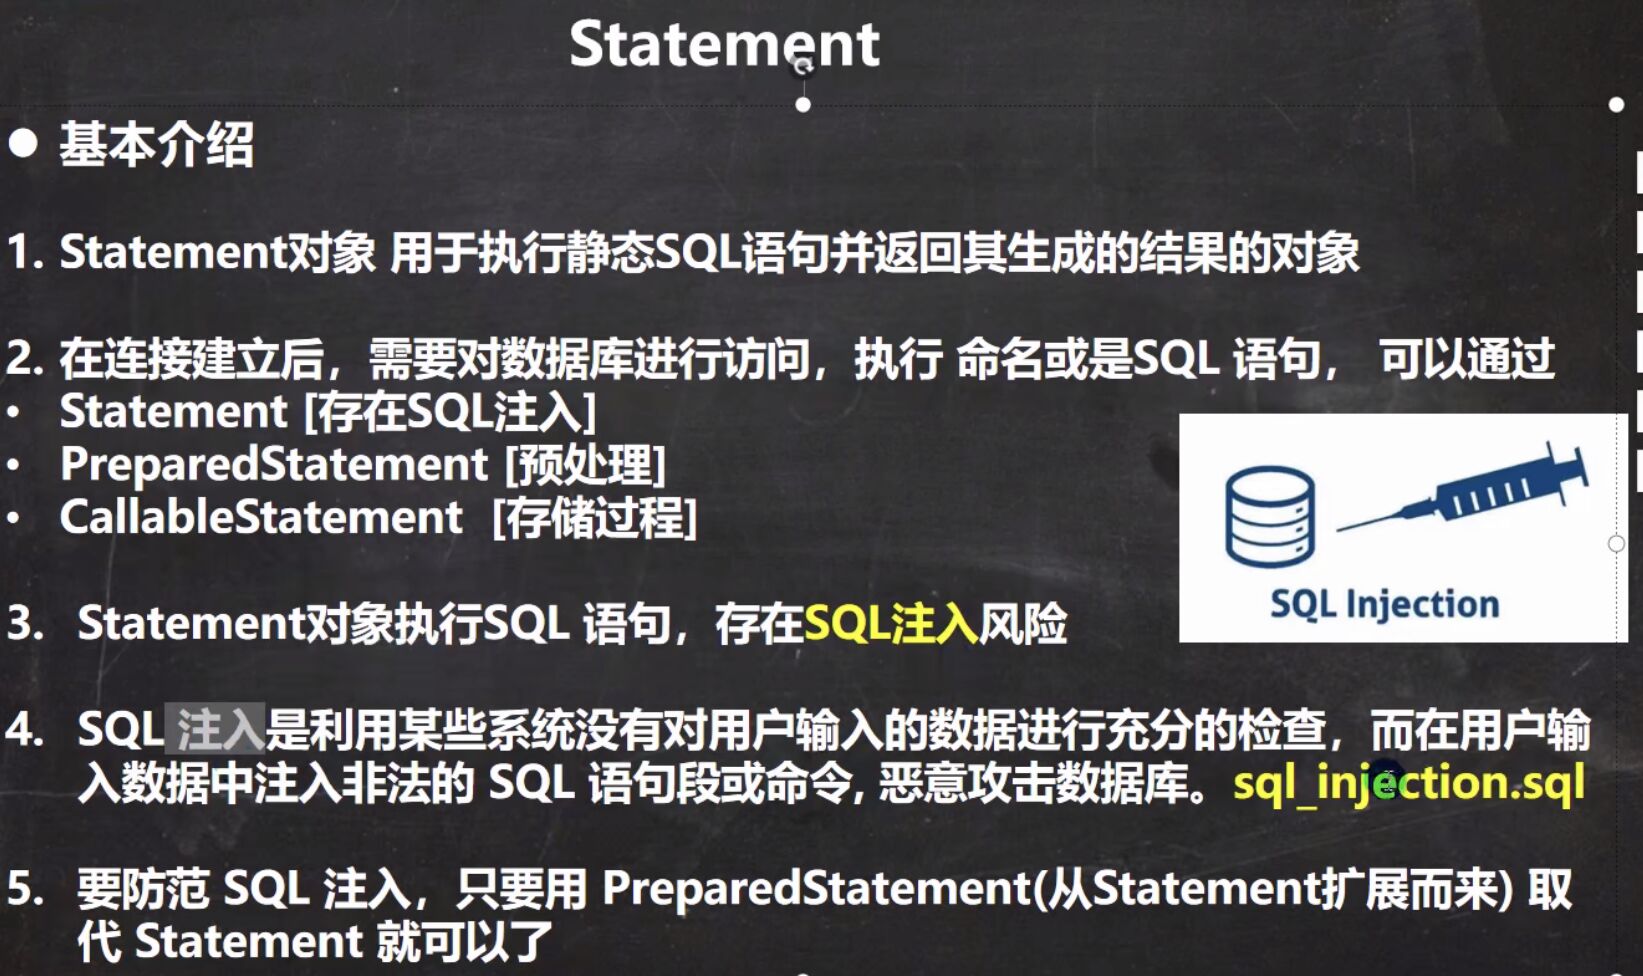 Statement
● 基本介绍
1. Statement对象 用于执行静态SQL语句并返回其生成的结果的对象
2. 在连接建立后，需要对数据库进行访问，执行 命名或是SQL 语句， 可以通过
• Statement [存在SQL注入]
• PreparedStatement [预处理]
• CallableStatement [存储过程]
SQL Injection
3. Statement对象执行SQL 语句，存在SQL注入风险
4. SQL 注入是利用某些系统没有对用户输入的数据进行充分的检查，而在用户输
入数据中注入非法的 SQL 语句段或命令, 恶意攻击数据库。sql_injection.sql
5. 要防范 SQL 注入，只要用 PreparedStatement(从Statement扩展而来) 取
代 Statement 就可以了